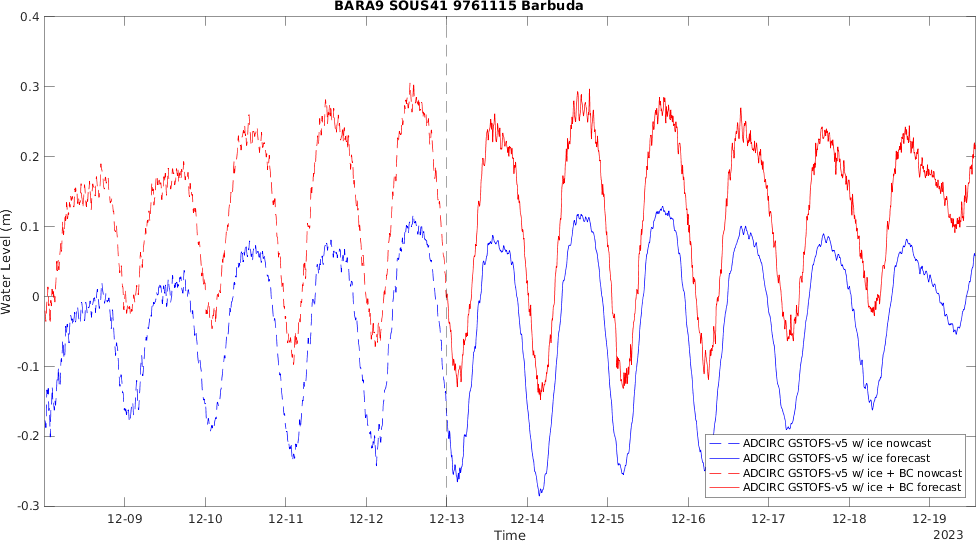 BARA9 SOUS41 9761115 Barbuda
0.4
0.3
0.2
0.1
0
-0.1
-0.2
-0.3
Water Level (m)
ADCIRC GSTOFS-v5 w/ ice nowcast
ADCIRC GSTOFS-v5 w/ ice forecast
ADCIRC GSTOFS-v5 w/ ice + BC nowcast
ADCIRC GSTOFS-v5 w/ ice + BC forecast
12-09 12-10 12-11 12-12 12-13 12-14 12-15 12-16 12-17 12-18 12-19
Time
2023